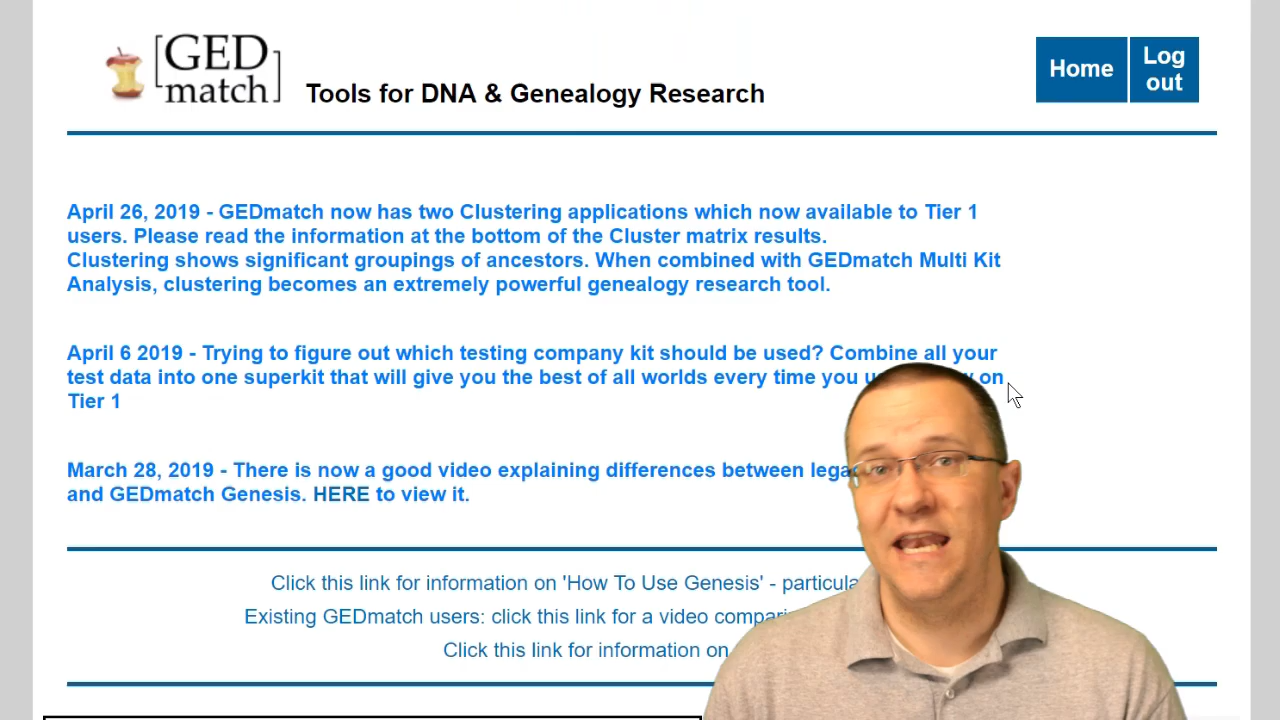 [GED
match]
Tools for DNA & Genealogy Research
Home
Log
out
April 26, 2019 - GEDmatch now has two Clustering applications which now available to Tier 1
users. Please read the information at the bottom of the Cluster matrix results.
Clustering shows significant groupings of ancestors. When combined with GEDmatch Multi Kit
Analysis, clustering becomes an extremely powerful genealogy research tool.
April 6 2019 - Trying to figure out which testing company kit should be used? Combine all your
test data into one superkit that will give you the best of all worlds every time you on
Tier 1
March 28, 2019 - There is now a good video explaining differences between
and GEDmatch Genesis. HERE to view it.
Click this link for information on 'How To Use Genesis' -
Existing GEDmatch users: click this link for a video
Click this link for information on